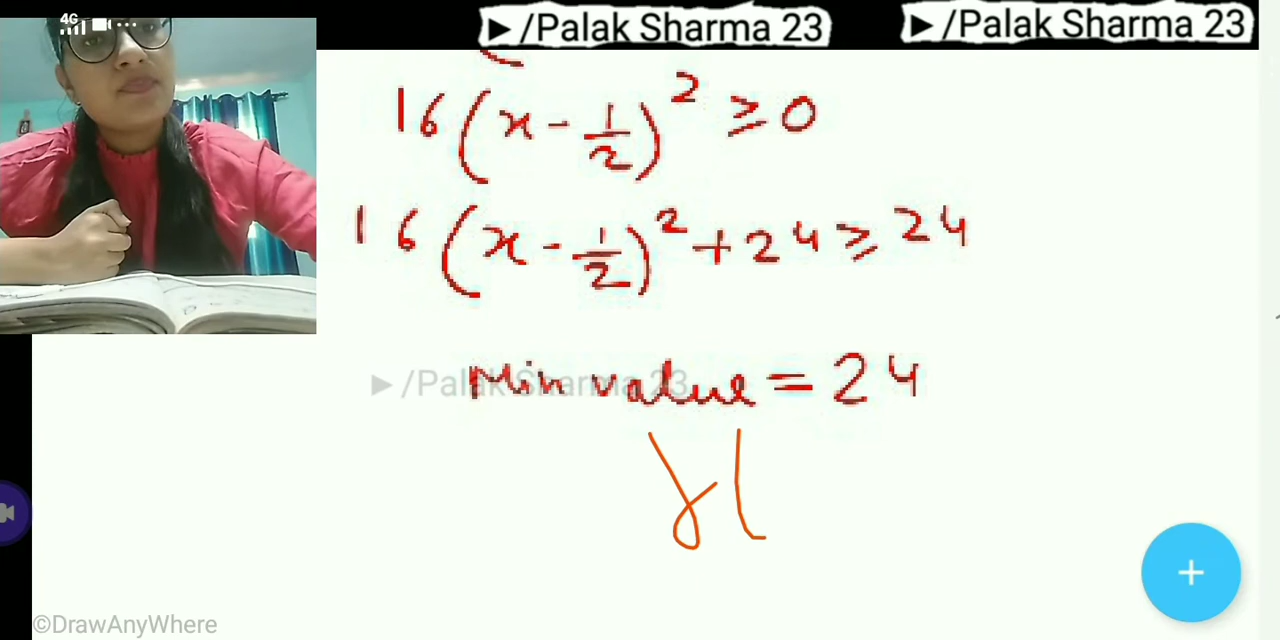 4G
▶/Palak Sharma 23 ▶/Palak Sharma 23
16(x - 1/2)² ≥ 0
16(x - 1/2)² + 24 ≥ 24
▶/Palak Sharma 23
Min value = 24
+
©DrawAnyWhere